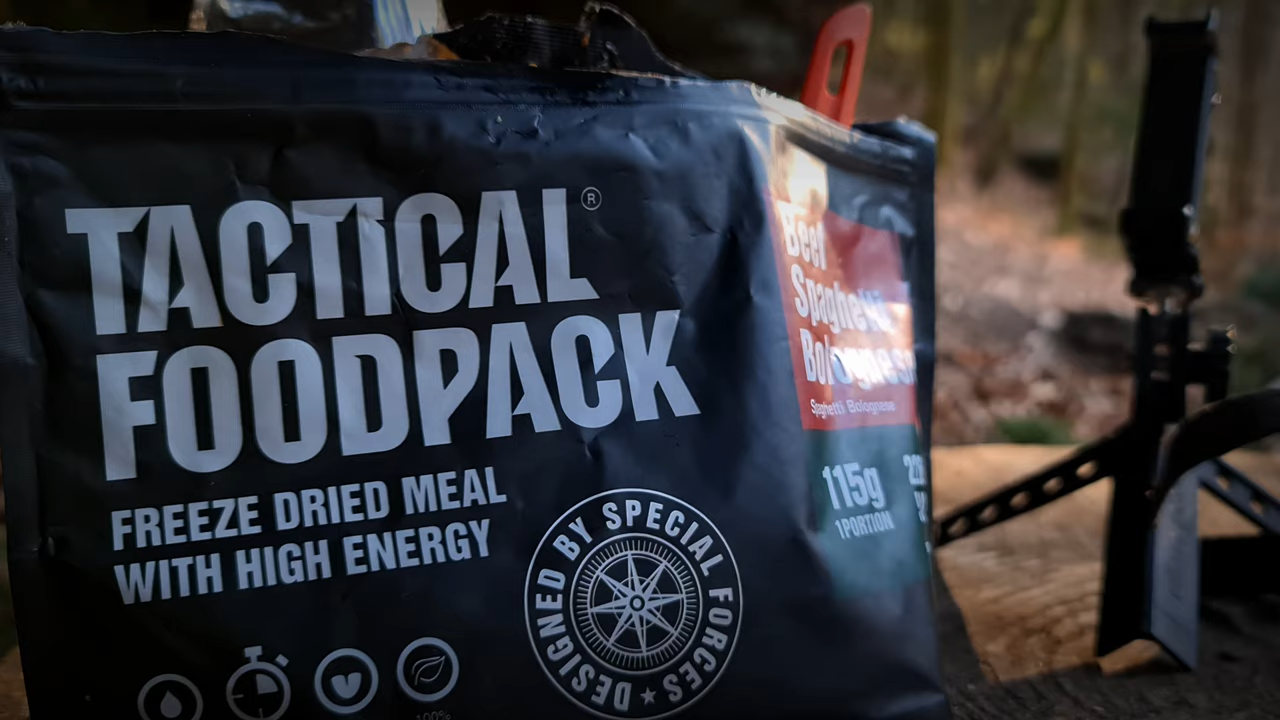 TACTICAL®
FOODPACK
FREEZE DRIED MEAL
WITH HIGH ENERGY
DESIGNED BY SPECIAL FORCES ★
100%
Beef
Spaghetti
Bolognese
Spaghetti Bolognese
115g
1PORTION